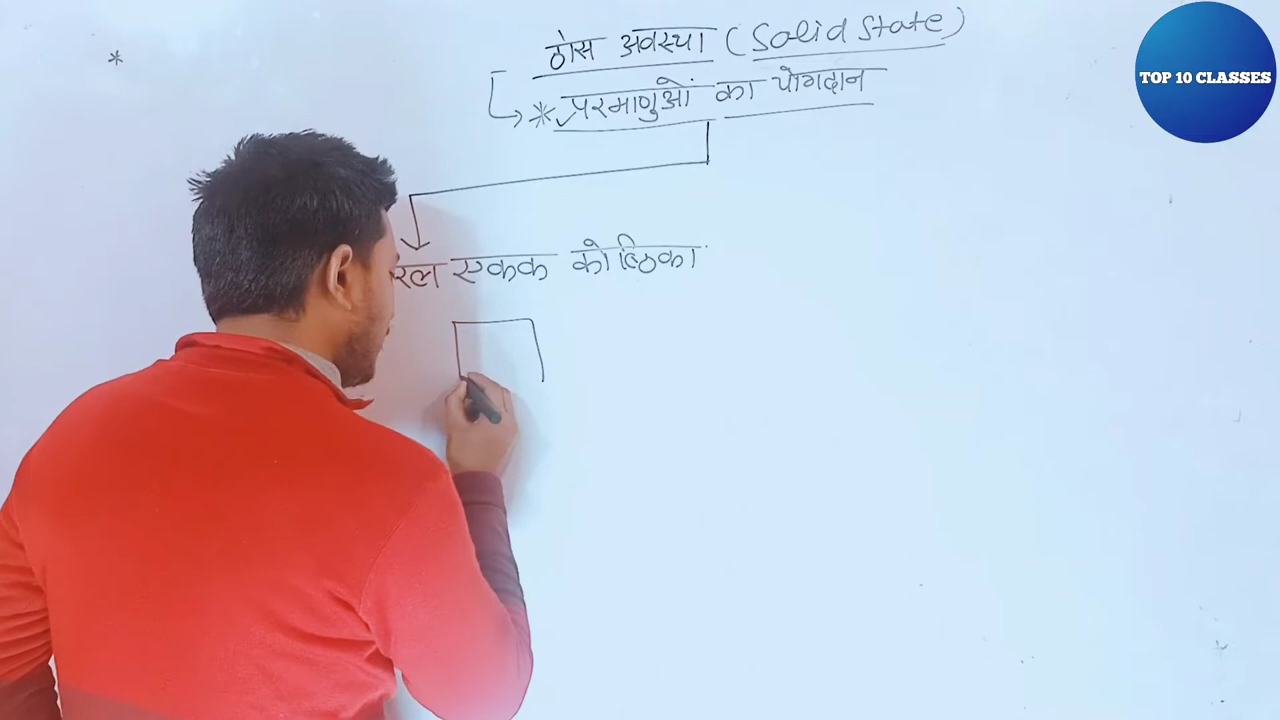 ठोस अवस्था (Solid State)
* परमाणुओं का योगदान
रल एकक कोष्ठिका
TOP 10 CLASSES